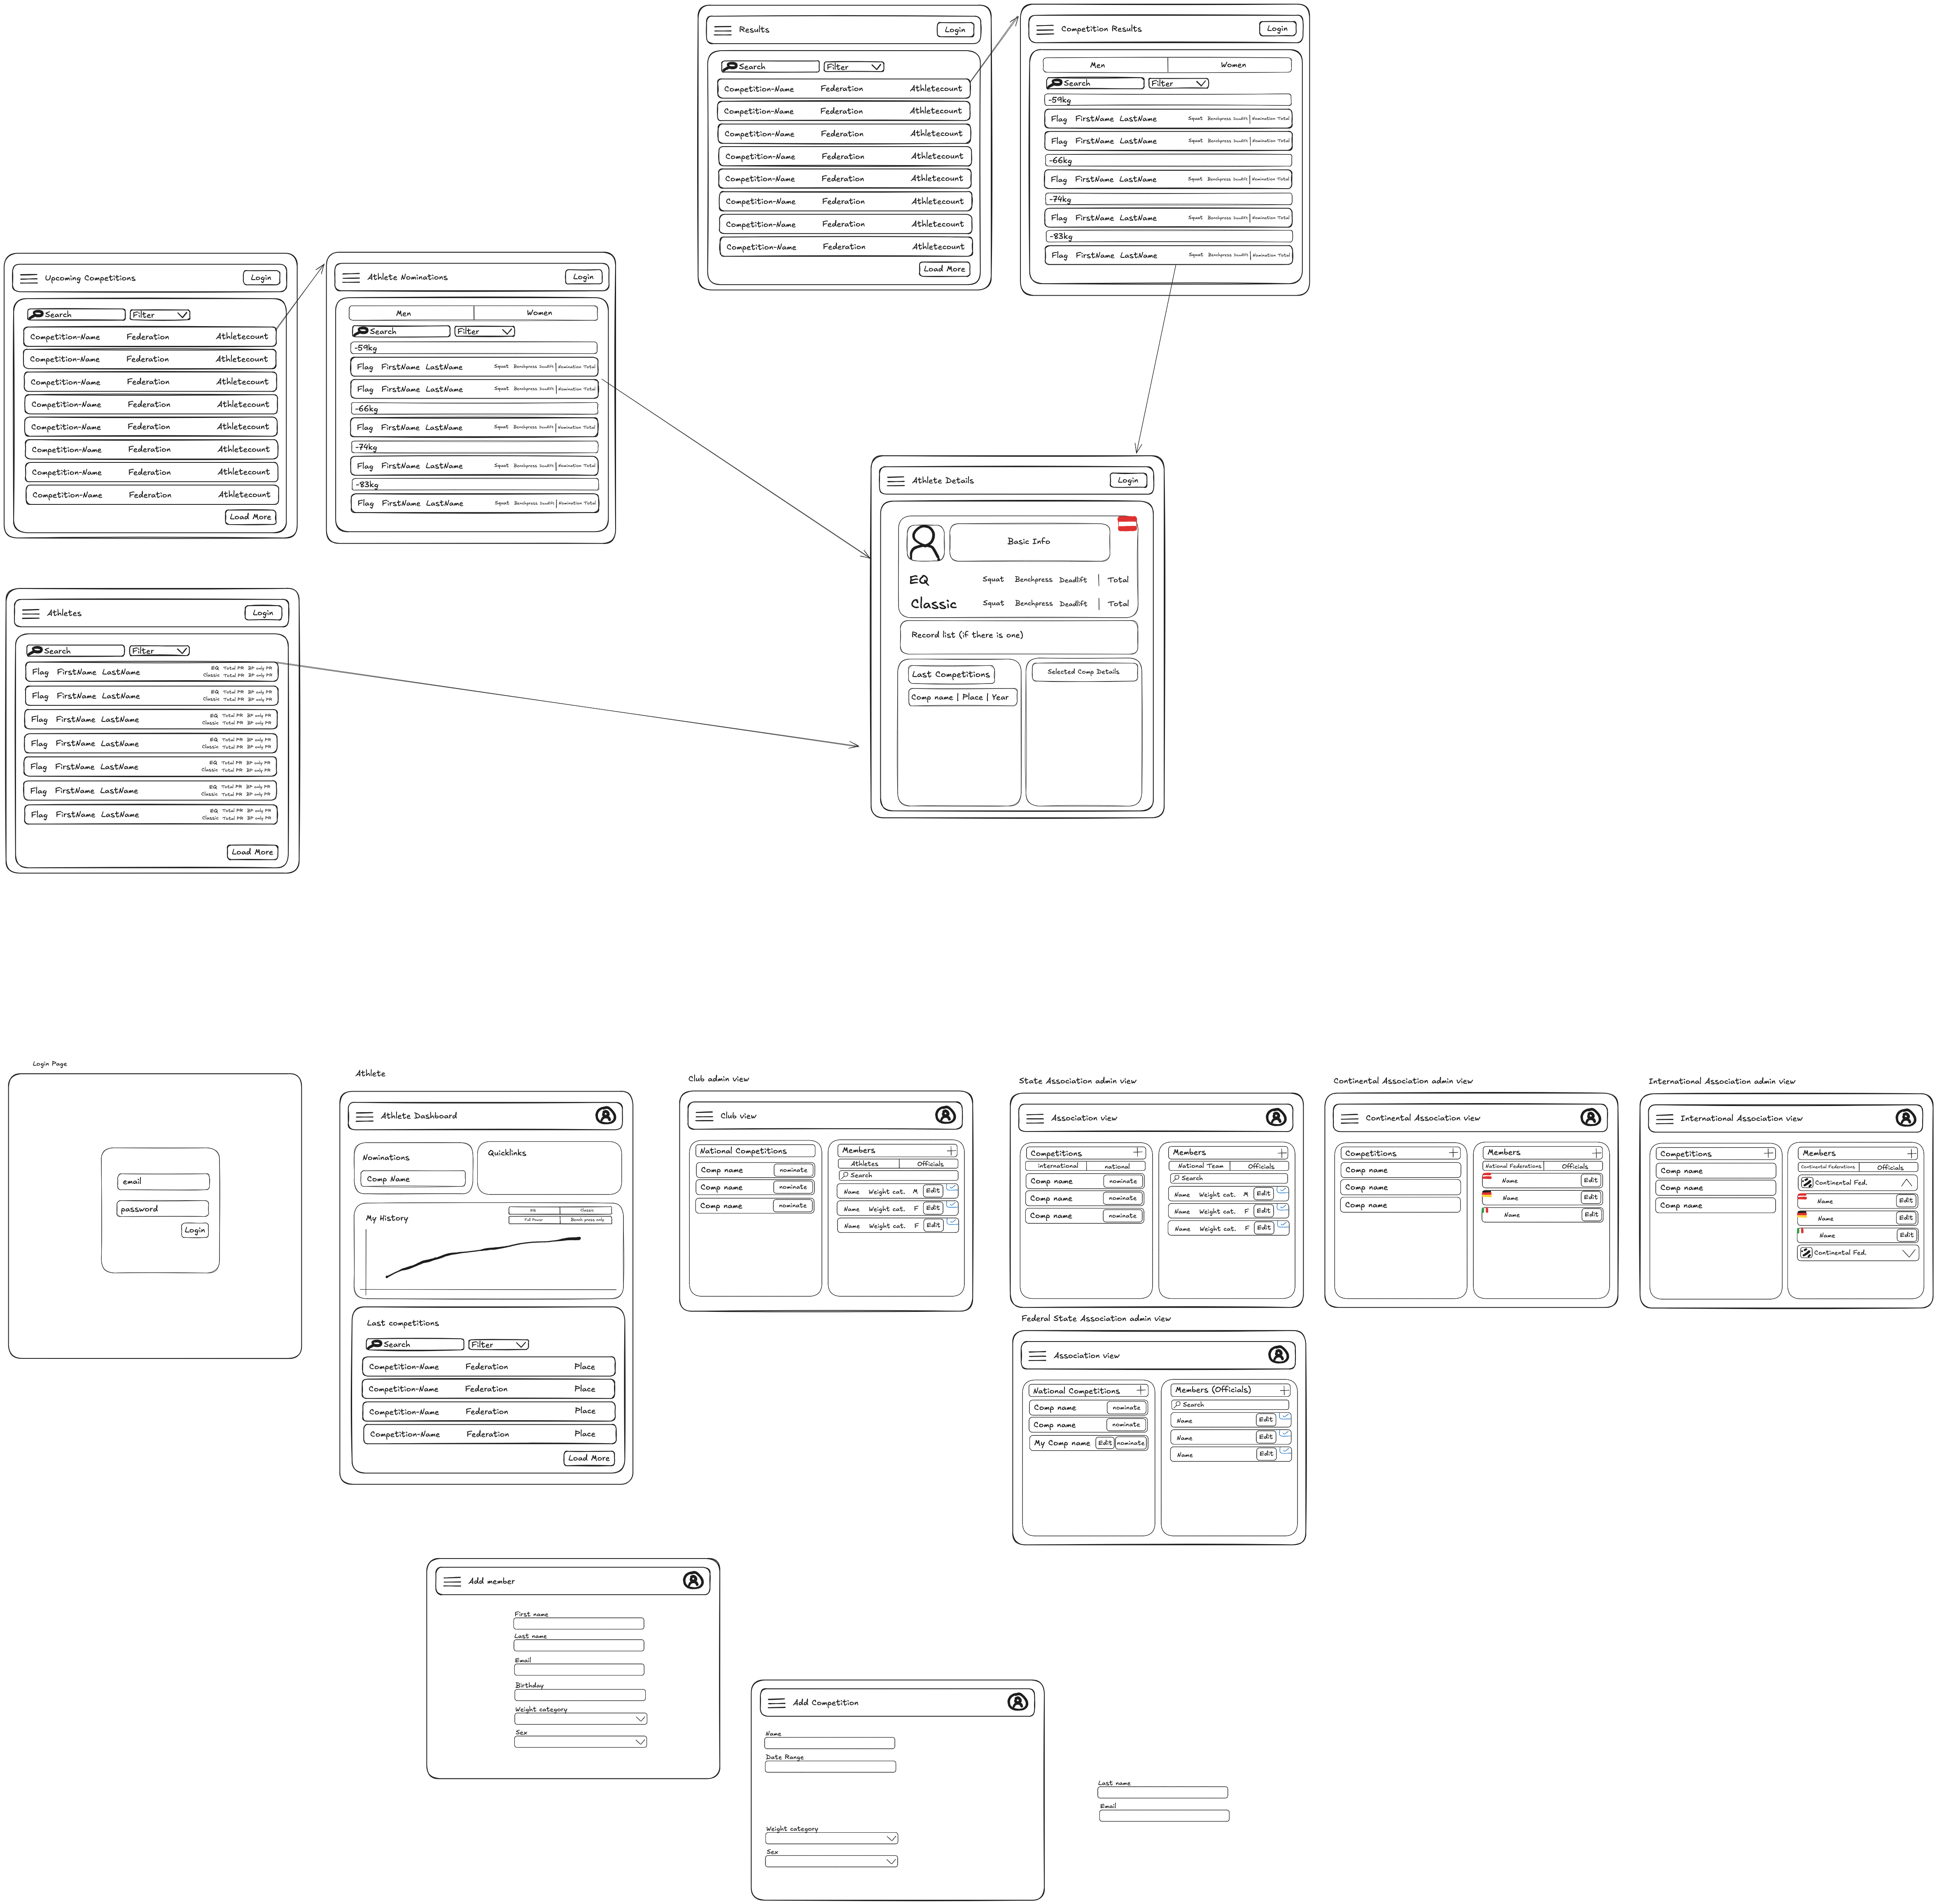 Results
Login
Search
Filter
Competition-Name Federation Athletecount
Competition-Name Federation Athletecount
Competition-Name Federation Athletecount
Competition-Name Federation Athletecount
Competition-Name Federation Athletecount
Competition-Name Federation Athletecount
Competition-Name Federation Athletecount
Competition-Name Federation Athletecount
Load More
Competition Results
Login
Men
Women
Search
Filter
-59kg
Flag FirstName LastName Squat Benchpress Deadlift Nomination Total
Flag FirstName LastName Squat Benchpress Deadlift Nomination Total
-66kg
Flag FirstName LastName Squat Benchpress Deadlift Nomination Total
-74kg
Flag FirstName LastName Squat Benchpress Deadlift Nomination Total
-83kg
Flag FirstName LastName Squat Benchpress Deadlift Nomination Total
Upcoming Competitions
Login
Search
Filter
Competition-Name Federation Athletecount
Competition-Name Federation Athletecount
Competition-Name Federation Athletecount
Competition-Name Federation Athletecount
Competition-Name Federation Athletecount
Competition-Name Federation Athletecount
Competition-Name Federation Athletecount
Competition-Name Federation Athletecount
Load More
Athlete Nominations
Login
Men
Women
Search
Filter
-59kg
Flag FirstName LastName Squat Benchpress Deadlift Nomination Total
Flag FirstName LastName Squat Benchpress Deadlift Nomination Total
-66kg
Flag FirstName LastName Squat Benchpress Deadlift Nomination Total
-74kg
Flag FirstName LastName Squat Benchpress Deadlift Nomination Total
-83kg
Flag FirstName LastName Squat Benchpress Deadlift Nomination Total
Athlete Details
Login
Basic Info
EQ Squat Benchpress Deadlift | Total
Classic Squat Benchpress Deadlift | Total
Record list (if there is one)
Last Competitions
Comp name | Place | Year
Selected Comp Details
Athletes
Login
Search
Filter
Flag FirstName LastName
EQ Total PR BP only PR
Classic Total PR BP only PR
Flag FirstName LastName
EQ Total PR BP only PR
Classic Total PR BP only PR
Flag FirstName LastName
EQ Total PR BP only PR
Classic Total PR BP only PR
Flag FirstName LastName
EQ Total PR BP only PR
Classic Total PR BP only PR
Flag FirstName LastName
EQ Total PR BP only PR
Classic Total PR BP only PR
Flag FirstName LastName
EQ Total PR BP only PR
Classic Total PR BP only PR
Flag FirstName LastName
EQ Total PR BP only PR
Classic Total PR BP only PR
Load More
Login Page
email
password
Login
Athlete
Athlete Dashboard
Nominations
Comp Name
Quicklinks
My History
EQ Classic
Full Power Bench press only
Last competitions
Search
Filter
Competition-Name Federation Place
Competition-Name Federation Place
Competition-Name Federation Place
Competition-Name Federation Place
Load More
Club admin view
Club view
National Competitions
Comp name nominate
Comp name nominate
Comp name nominate
Members
Athletes Officials
Search
Name Weight cat. M Edit
Name Weight cat. F Edit
Name Weight cat. F Edit
State Association admin view
Association view
Competitions
international national
Comp name nominate
Comp name nominate
Comp name nominate
Members
National Team Officials
Search
Name Weight cat. M Edit
Name Weight cat. F Edit
Name Weight cat. F Edit
Continental Association admin view
Continental Association view
Competitions
Comp name
Comp name
Comp name
Members
National Federations Officials
Name Edit
Name Edit
Name Edit
International Association admin view
International Association view
Competitions
Comp name
Comp name
Comp name
Members
Continental Federations Officials
Continental Fed.
Name Edit
Name Edit
Name Edit
Continental Fed.
Federal State Association admin view
Association view
National Competitions
Comp name nominate
Comp name nominate
My Comp name Edit nominate
Members (Officials)
Search
Name Edit
Name Edit
Name Edit
Add member
First name
Last name
Email
Birthday
Weight category
Sex
Add Competition
Name
Date Range
Weight category
Sex
Last name
Email